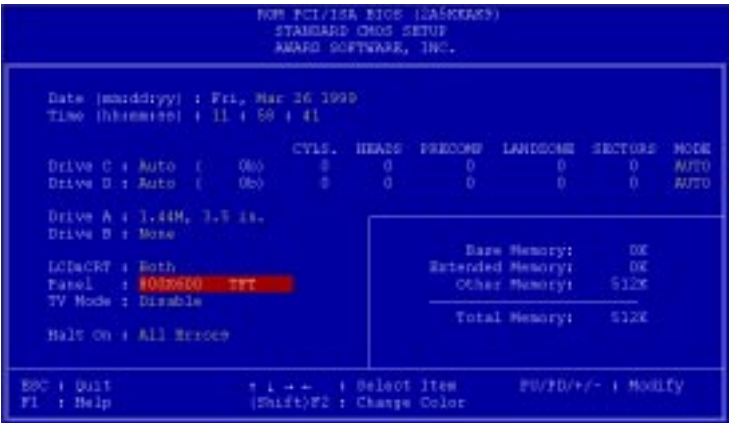 ROM PCI/ISA BIOS (2A5KKAK9)
STANDARD CMOS SETUP
AWARD SOFTWARE, INC.
Date (mm:dd:yy) : Fri, Mar 26 1999
Time (hh:mm:ss) : 11 : 58 : 41
CYLS. HEADS PRECOMP LANDZONE SECTORS MODE
Drive C : Auto ( 0Mb) 0 0 0 0 0 AUTO
Drive D : Auto ( 0Mb) 0 0 0 0 0 AUTO
Drive A : 1.44M, 3.5 in.
Drive B : None
LCD&CRT : Both
Panel : 800X600 TFT
TV Mode : Disable
Halt On : All Errors
Base Memory: 0K
Extended Memory: 0K
Other Memory: 512K
Total Memory: 512K
ESC : Quit ↑ ↓ → ← : Select Item PU/PD/+/- : Modify
F1 : Help (Shift)F2 : Change Color